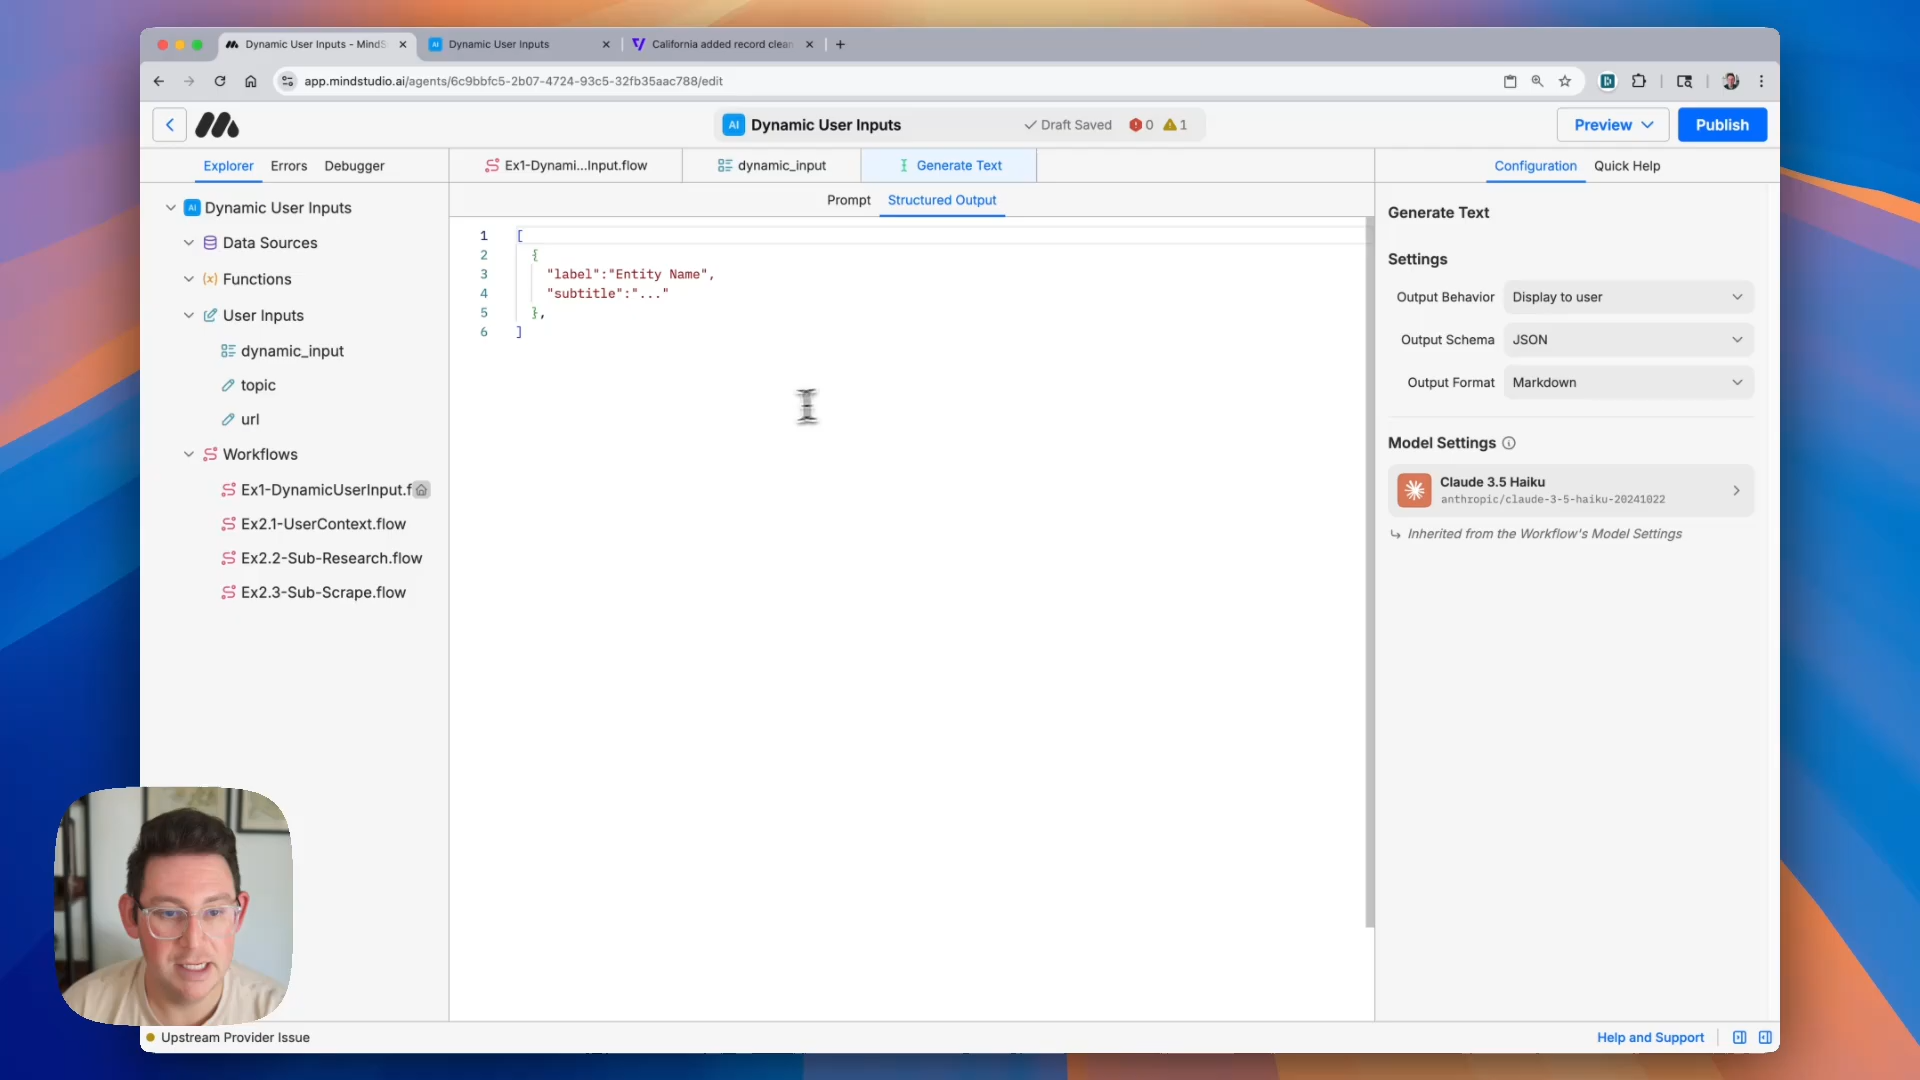 Dynamic User Inputs - MindS
Dynamic User Inputs
California added record clean
app.mindstudio.ai/agents/6c9bbfc5-2b07-4724-93c5-32fb35aac788/edit
AI Dynamic User Inputs
Draft Saved
0
1
Preview
Publish
Explorer
Errors
Debugger
Ex1-Dynami...Input.flow
dynamic_input
Generate Text
Configuration
Quick Help
AI Dynamic User Inputs
Data Sources
(x) Functions
User Inputs
dynamic_input
topic
url
Workflows
Ex1-DynamicUserInput.f
Ex2.1-UserContext.flow
Ex2.2-Sub-Research.flow
Ex2.3-Sub-Scrape.flow
Prompt
Structured Output
1 [
2 {
3 "label":"Entity Name",
4 "subtitle":"..."
5 },
6 ]
Generate Text
Settings
Output Behavior Display to user
Output Schema JSON
Output Format Markdown
Model Settings
Claude 3.5 Haiku
anthropic/claude-3-5-haiku-20241022
Inherited from the Workflow's Model Settings
Upstream Provider Issue
Help and Support